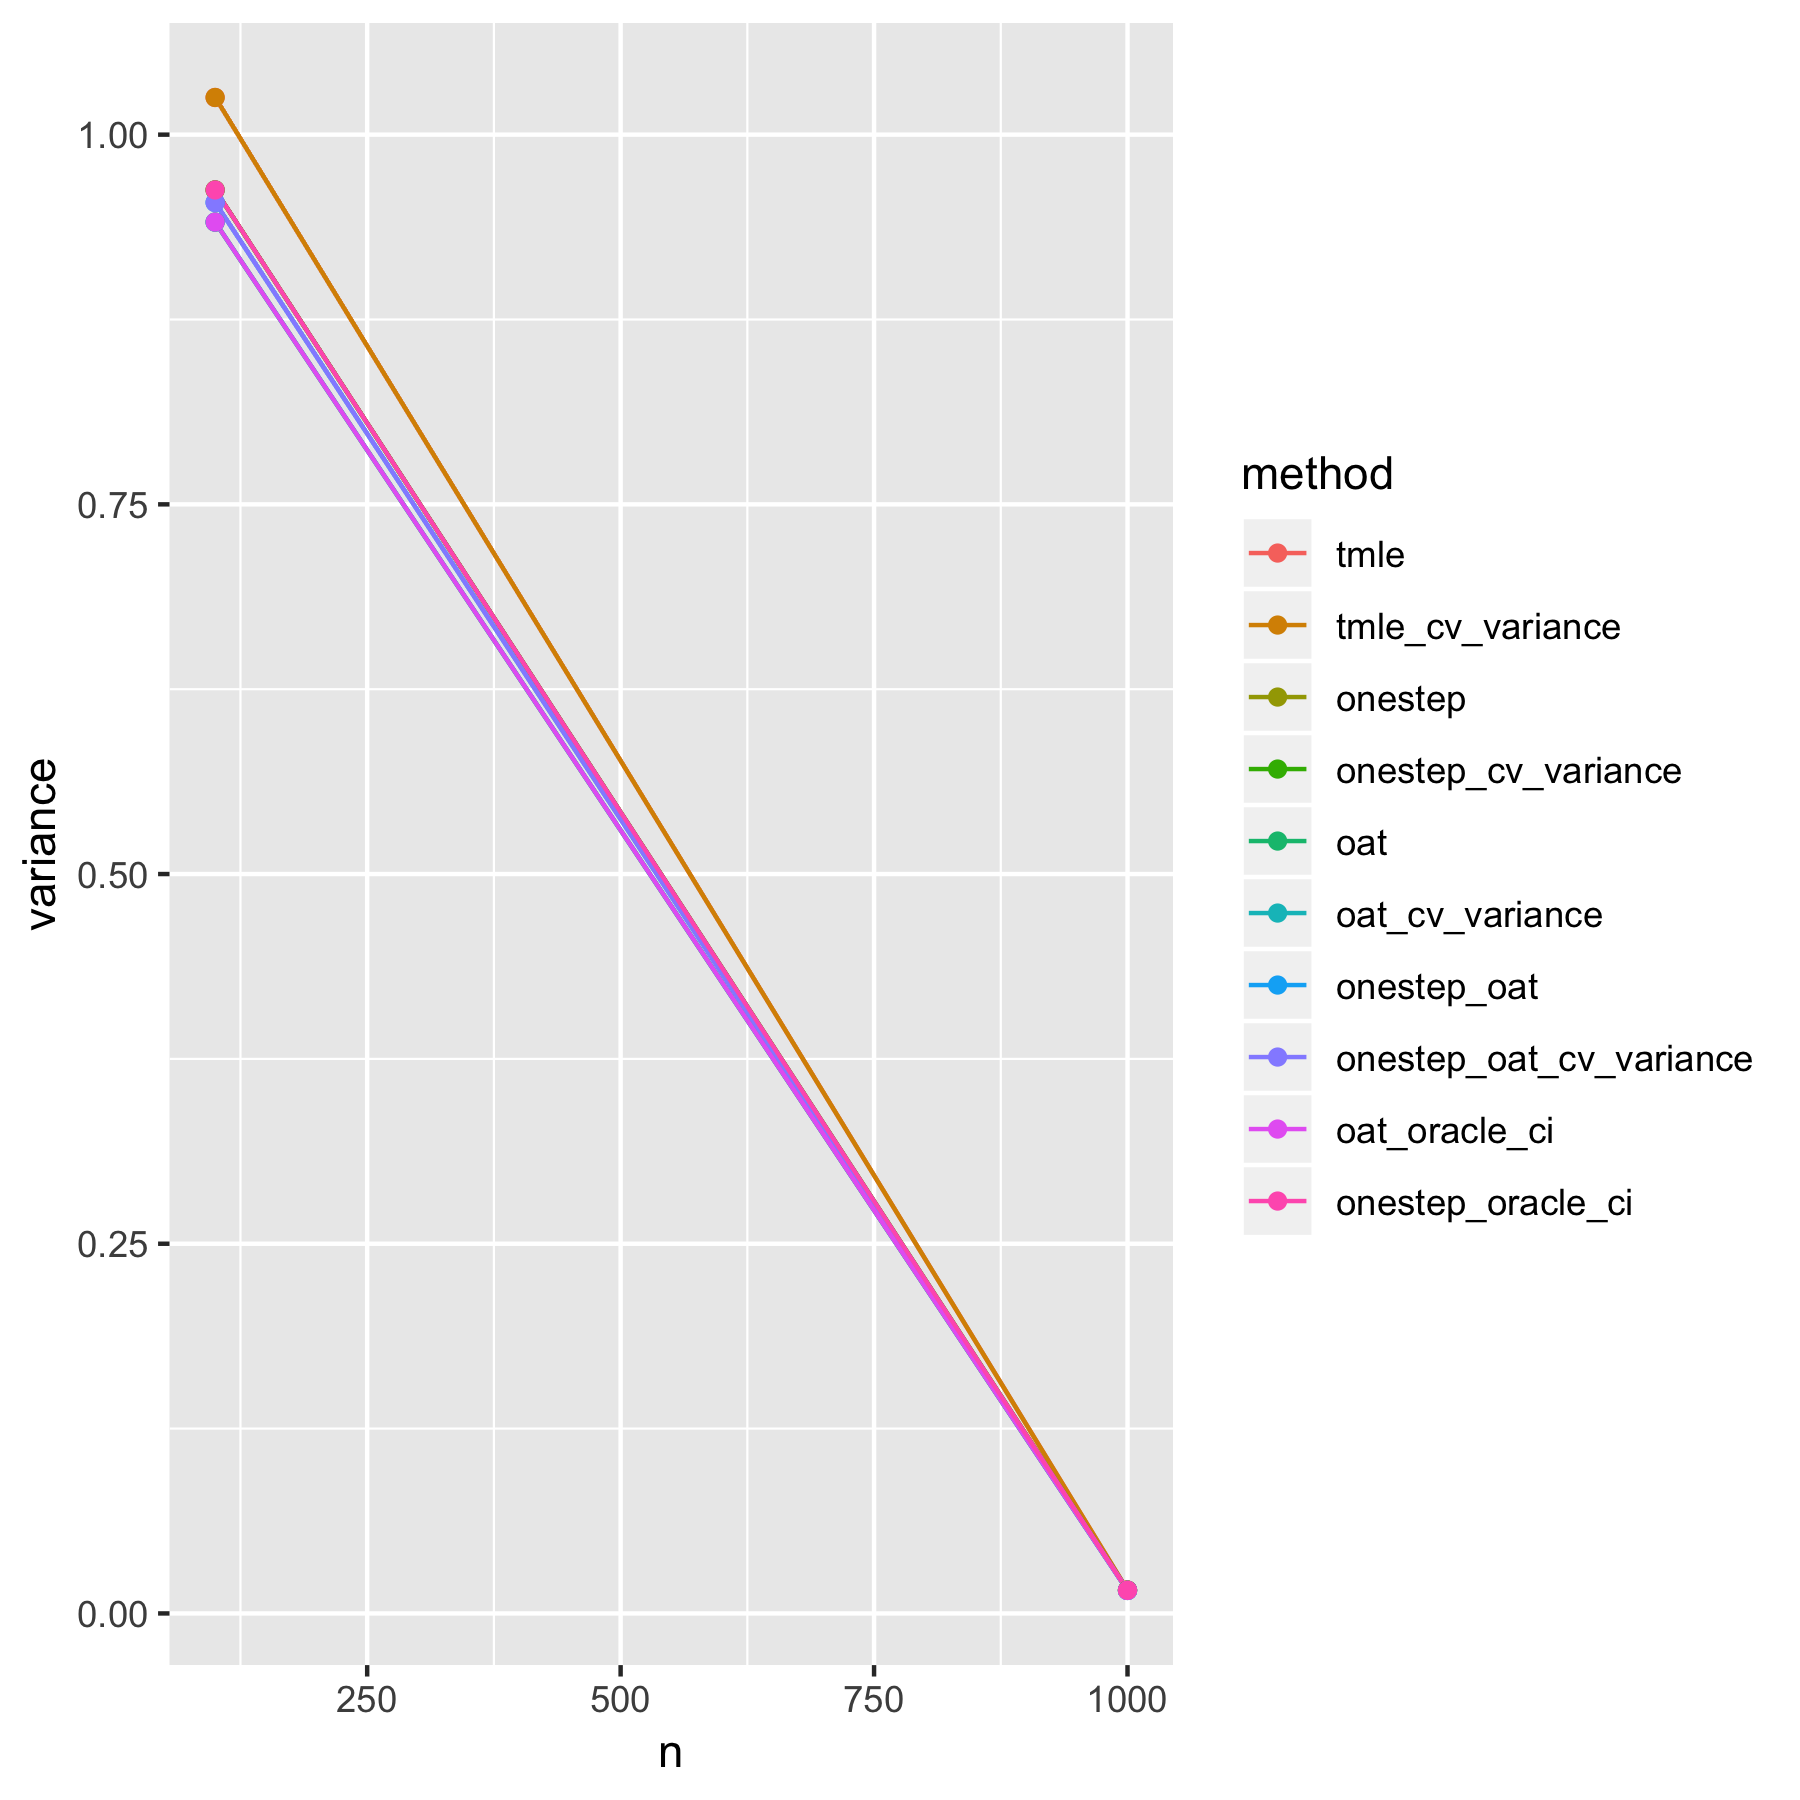 1.00
0.75
0.50
0.25
0.00
variance
250 500 750 1000
n
method
tmle
tmle_cv_variance
onestep
onestep_cv_variance
oat
oat_cv_variance
onestep_oat
onestep_oat_cv_variance
oat_oracle_ci
onestep_oracle_ci